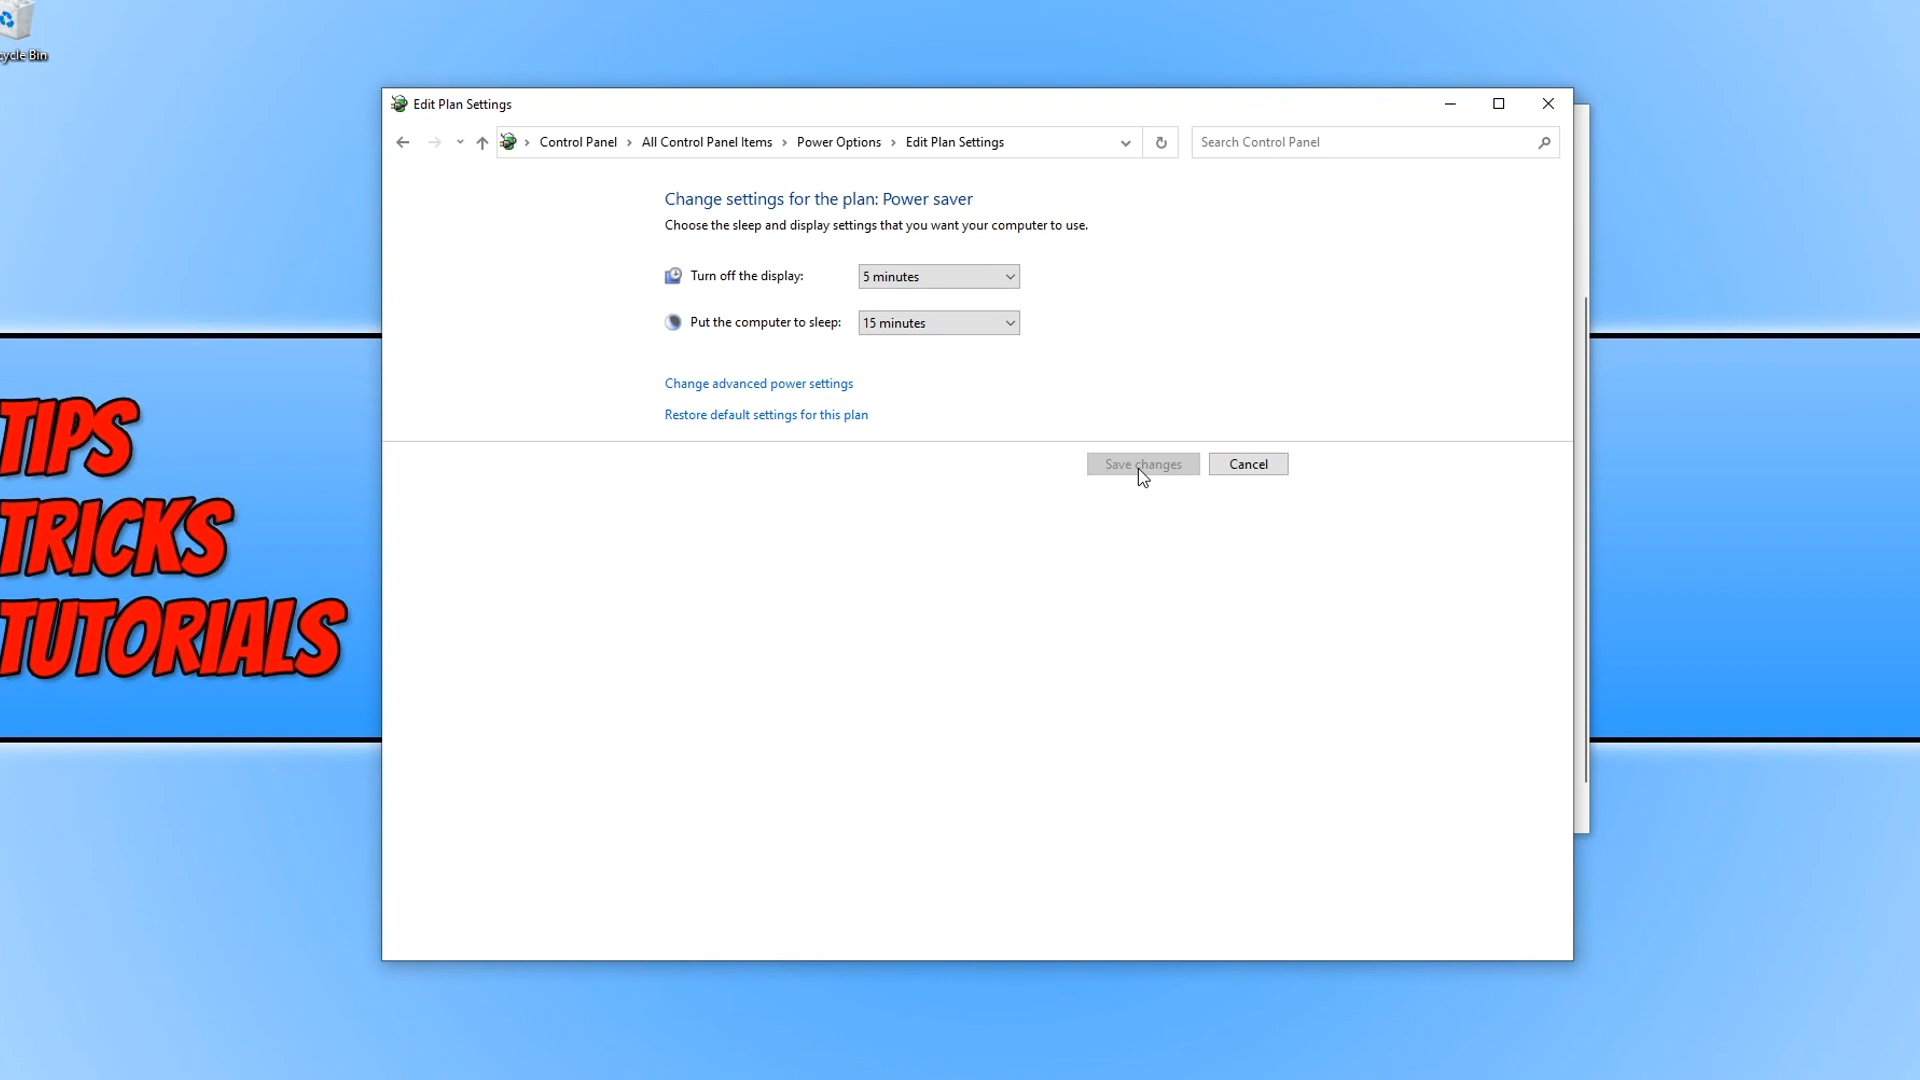 cycle Bin
Edit Plan Settings
Control Panel > All Control Panel Items > Power Options > Edit Plan Settings
Search Control Panel
Change settings for the plan: Power saver
Choose the sleep and display settings that you want your computer to use.
Turn off the display: 5 minutes
Put the computer to sleep: 15 minutes
Change advanced power settings
Restore default settings for this plan
Save changes Cancel
TIPS
TRICKS
TUTORIALS